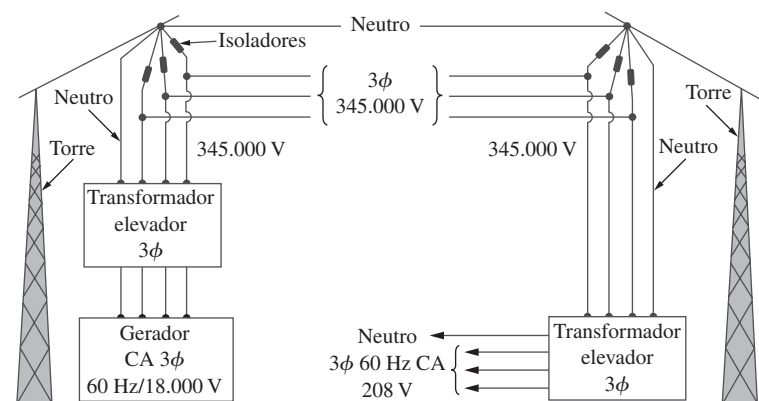 Neutro
Isoladores
3ϕ
345.000 V
Neutro
Torre
345.000 V
Transformador
elevador
3ϕ
Gerador
CA 3ϕ
60 Hz/18.000 V
Torre
345.000 V
Neutro
Neutro
3ϕ 60 Hz CA
208 V
Transformador
elevador
3ϕ